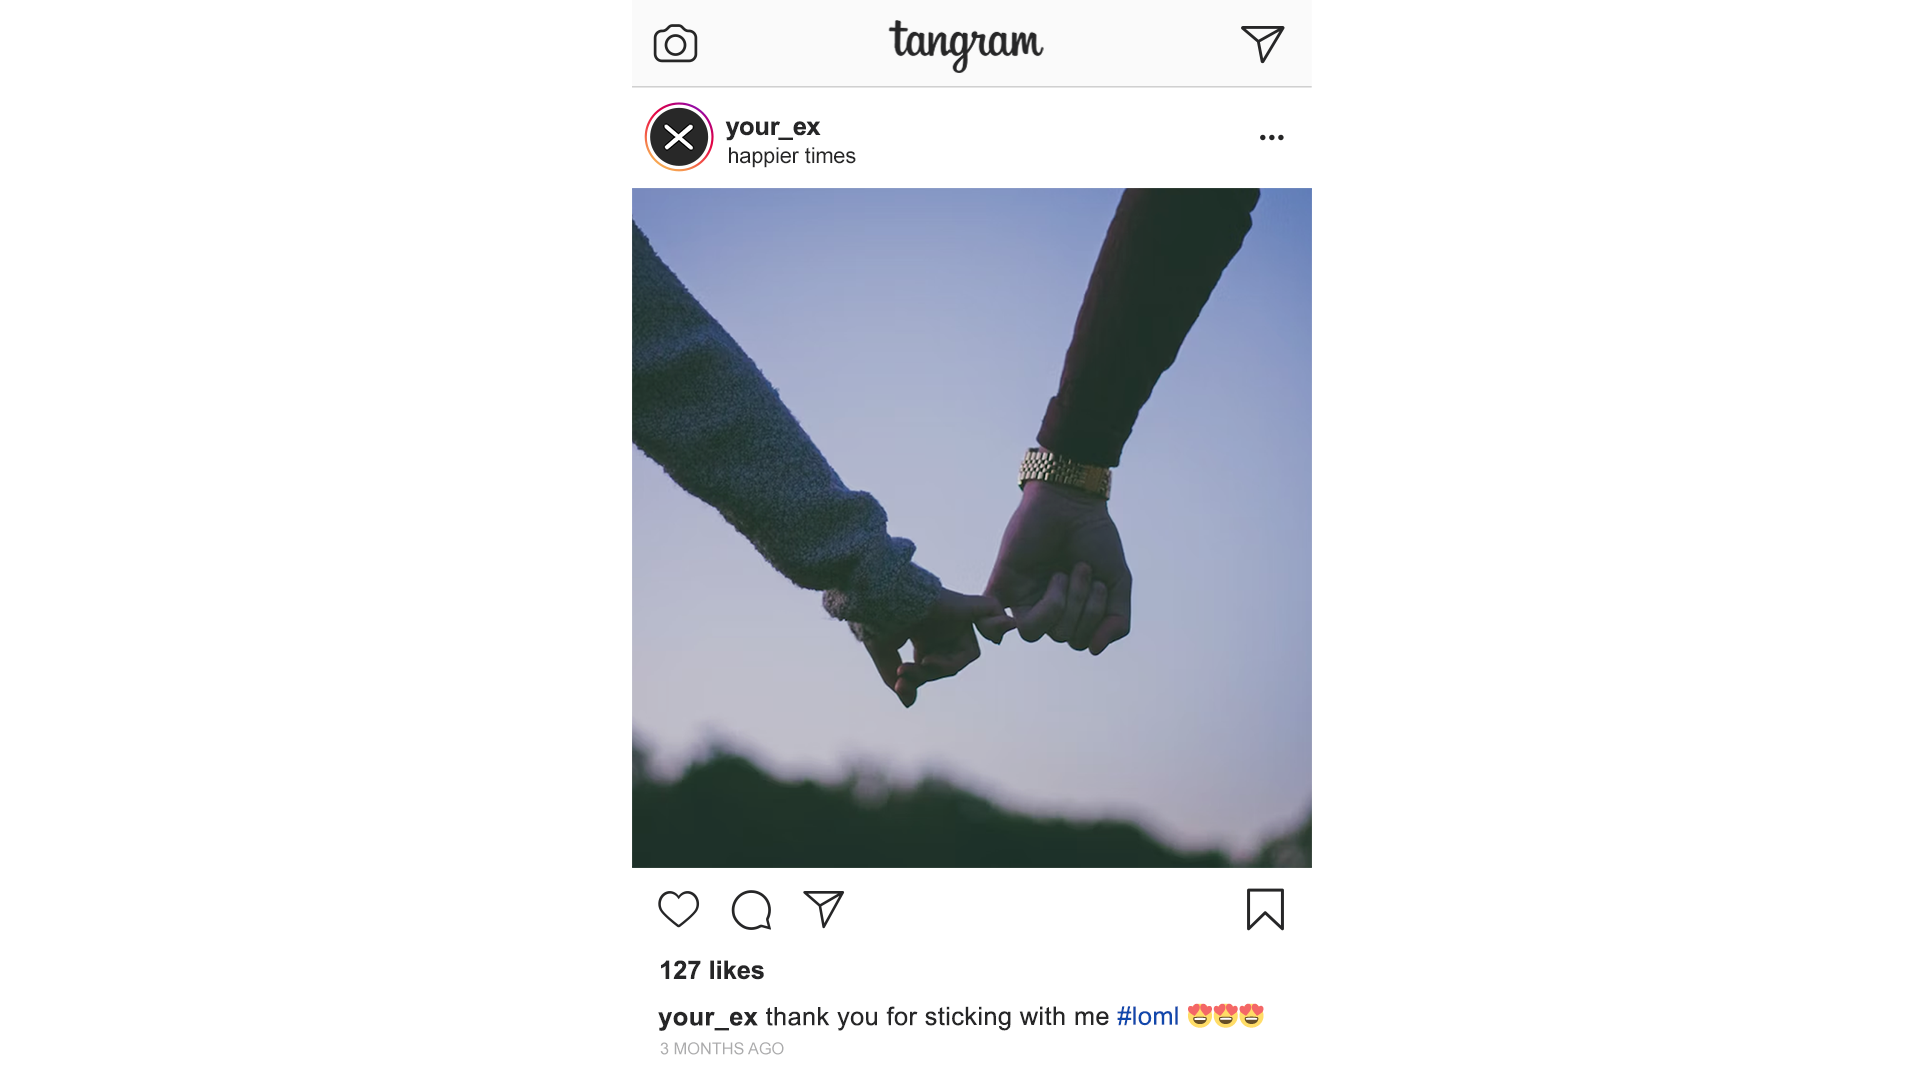 tangram
your_ex
happier times
127 likes
your_ex thank you for sticking with me #loml 😍😍😍
3 MONTHS AGO